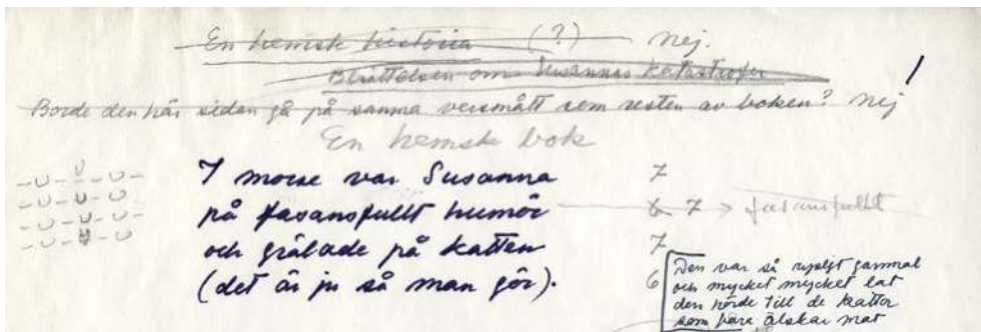 En hemsk historia (?) nej.
Berättelsen om Susannas katastrofer !
Borde den här sidan gå på samma versmått som resten av boken? nej
En hemsk bok
I morse var Susanna 7
på fasansfullt humör 6 7 > fasansfullt
och grälade på katten 7
(det är ju så man gör). 6
Den var så rysligt gammal
och mycket mycket lat
den hörde till de kattor
som bara älskar mat